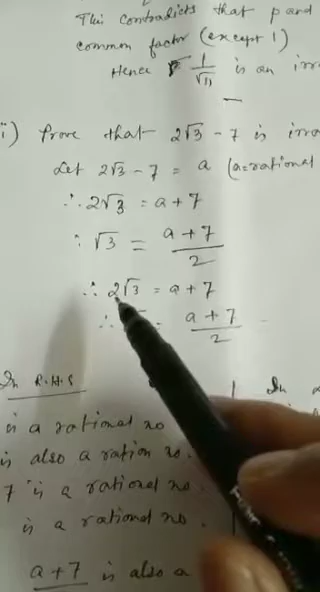 This contradicts that p and
common factor (except 1)
Hence 1/√11 is an
ii) Prove that 2√3 - 7 is
Let 2√3 - 7 = a (a = rational
∴ 2√3 = a + 7
∴ √3 = a + 7 / 2
∴ 2√3 = a + 7
∴ = a + 7 / 2
In R.H.S
In
is a rational no
is also a ration no.
7 is a rational no.
is a rational no.
a + 7 is also a